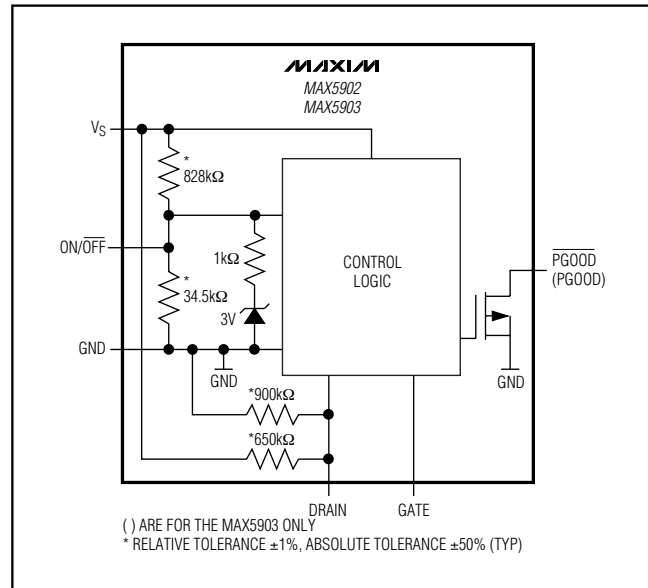 MAXIM
MAX5902
MAX5903
VS
*
828kΩ
ON/OFF
1kΩ
*
34.5kΩ
3V
CONTROL
LOGIC
PGOOD
(PGOOD)
GND
GND
GND
*900kΩ
*650kΩ
DRAIN
GATE
( ) ARE FOR THE MAX5903 ONLY
* RELATIVE TOLERANCE ±1%, ABSOLUTE TOLERANCE ±50% (TYP)